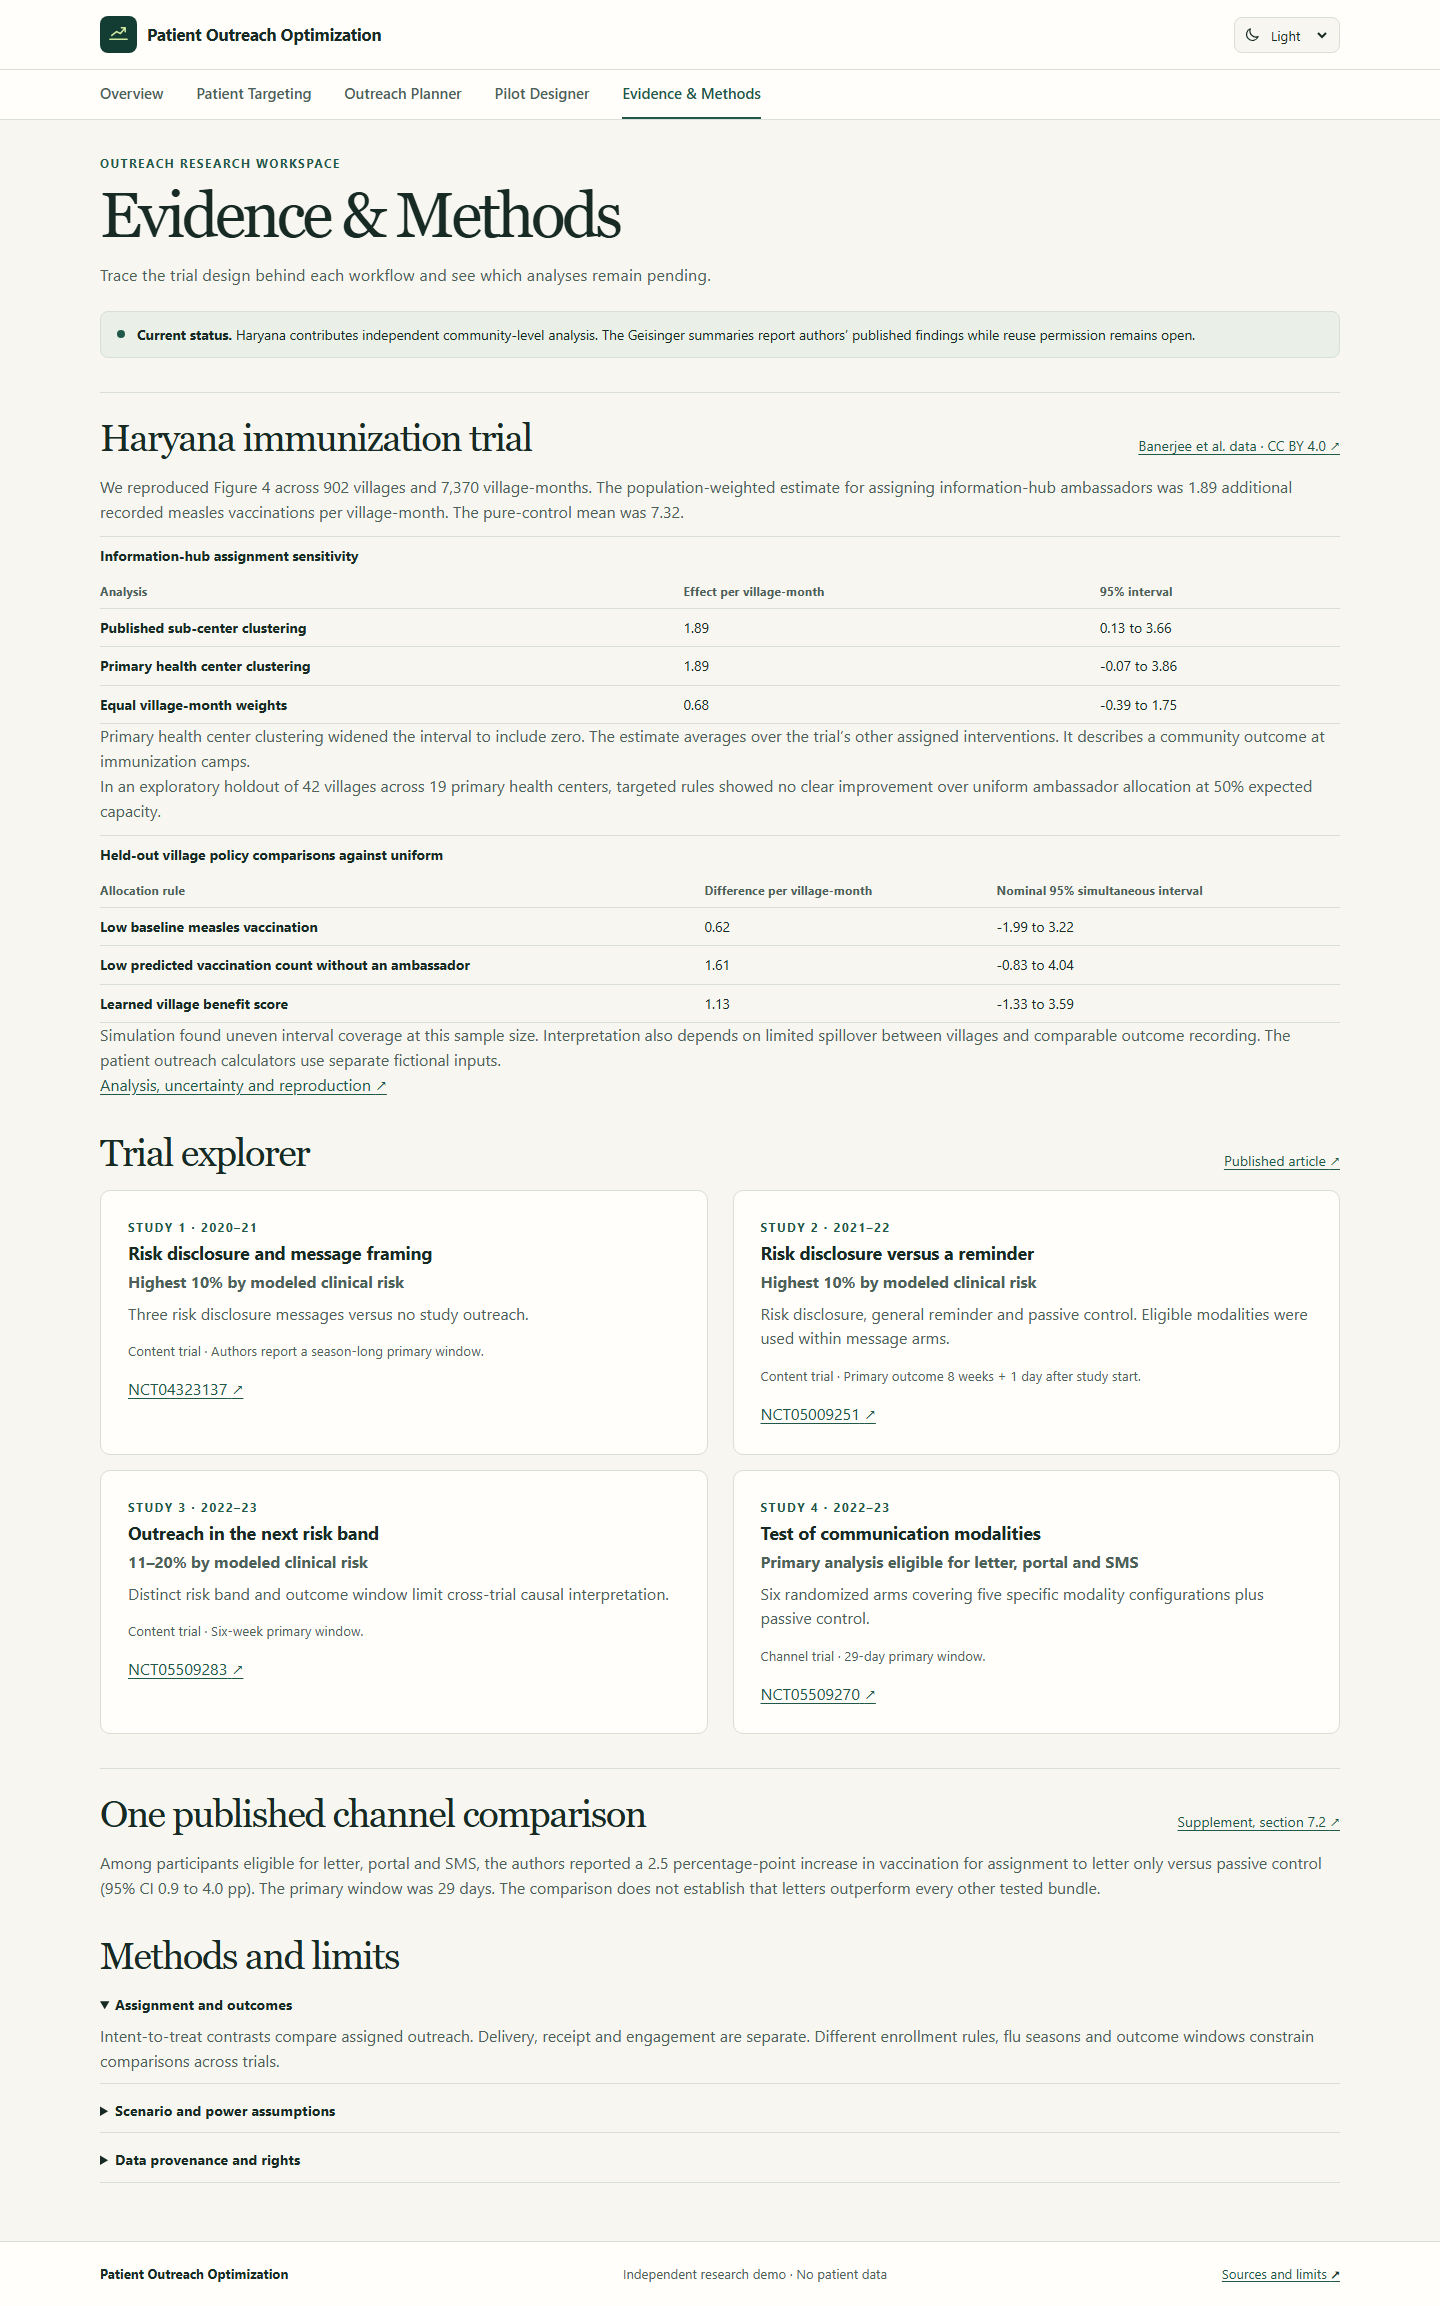 Patient Outreach Optimization
Light
Overview
Patient Targeting
Outreach Planner
Pilot Designer
Evidence & Methods
OUTREACH RESEARCH WORKSPACE
Evidence & Methods
Trace the trial design behind each workflow and see which analyses remain pending.
Current status. Haryana contributes independent community-level analysis. The Geisinger summaries report authors’ published findings while reuse permission remains open.
Haryana immunization trial
Banerjee et al. data · CC BY 4.0 ↗
We reproduced Figure 4 across 902 villages and 7,370 village-months. The population-weighted estimate for assigning information-hub ambassadors was 1.89 additional
recorded measles vaccinations per village-month. The pure-control mean was 7.32.
Information-hub assignment sensitivity
Analysis Effect per village-month 95% interval
Published sub-center clustering 1.89 0.13 to 3.66
Primary health center clustering 1.89 -0.07 to 3.86
Equal village-month weights 0.68 -0.39 to 1.75
Primary health center clustering widened the interval to include zero. The estimate averages over the trial’s other assigned interventions. It describes a community outcome at
immunization camps.
In an exploratory holdout of 42 villages across 19 primary health centers, targeted rules showed no clear improvement over uniform ambassador allocation at 50% expected
capacity.
Held-out village policy comparisons against uniform
Allocation rule Difference per village-month Nominal 95% simultaneous interval
Low baseline measles vaccination 0.62 -1.99 to 3.22
Low predicted vaccination count without an ambassador 1.61 -0.83 to 4.04
Learned village benefit score 1.13 -1.33 to 3.59
Simulation found uneven interval coverage at this sample size. Interpretation also depends on limited spillover between villages and comparable outcome recording. The
patient outreach calculators use separate fictional inputs.
Analysis, uncertainty and reproduction ↗
Trial explorer
Published article ↗
STUDY 1 · 2020–21
Risk disclosure and message framing
Highest 10% by modeled clinical risk
Three risk disclosure messages versus no study outreach.
Content trial · Authors report a season-long primary window.
NCT04323137 ↗
STUDY 2 · 2021–22
Risk disclosure versus a reminder
Highest 10% by modeled clinical risk
Risk disclosure, general reminder and passive control. Eligible modalities were
used within message arms.
Content trial · Primary outcome 8 weeks + 1 day after study start.
NCT05009251 ↗
STUDY 3 · 2022–23
Outreach in the next risk band
11–20% by modeled clinical risk
Distinct risk band and outcome window limit cross-trial causal interpretation.
Content trial · Six-week primary window.
NCT05509283 ↗
STUDY 4 · 2022–23
Test of communication modalities
Primary analysis eligible for letter, portal and SMS
Six randomized arms covering five specific modality configurations plus
passive control.
Channel trial · 29-day primary window.
NCT05509270 ↗
One published channel comparison
Supplement, section 7.2 ↗
Among participants eligible for letter, portal and SMS, the authors reported a 2.5 percentage-point increase in vaccination for assignment to letter only versus passive control
(95% CI 0.9 to 4.0 pp). The primary window was 29 days. The comparison does not establish that letters outperform every other tested bundle.
Methods and limits
▼ Assignment and outcomes
Intent-to-treat contrasts compare assigned outreach. Delivery, receipt and engagement are separate. Different enrollment rules, flu seasons and outcome windows constrain
comparisons across trials.
▶ Scenario and power assumptions
▶ Data provenance and rights
Patient Outreach Optimization
Independent research demo · No patient data
Sources and limits ↗